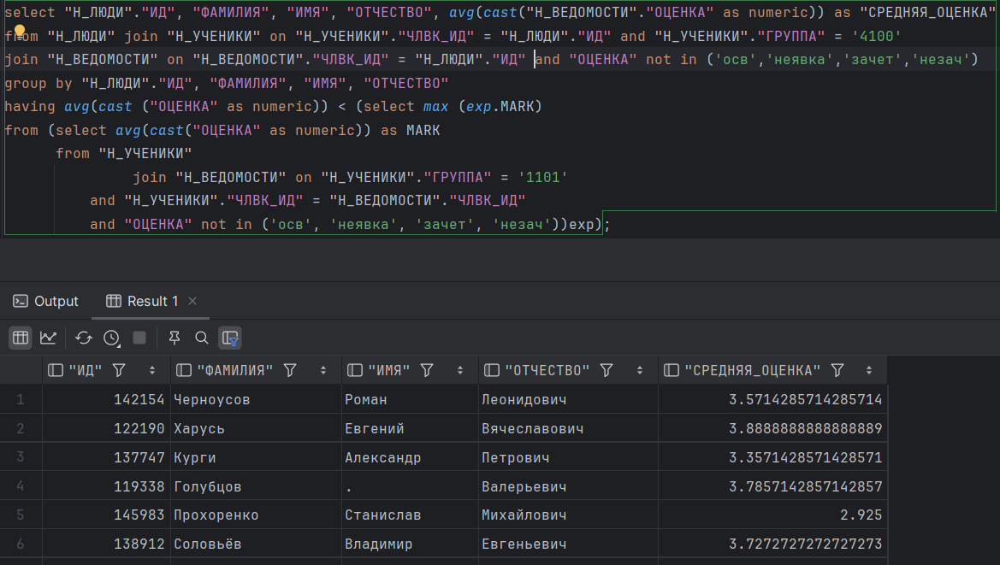 select "Н_ЛЮДИ"."ИД", "ФАМИЛИЯ", "ИМЯ", "ОТЧЕСТВО", avg(cast("Н_ВЕДОМОСТИ"."ОЦЕНКА" as numeric)) as "СРЕДНЯЯ_ОЦЕНКА"
from "Н_ЛЮДИ" join "Н_УЧЕНИКИ" on "Н_УЧЕНИКИ"."ЧЛВК_ИД" = "Н_ЛЮДИ"."ИД" and "Н_УЧЕНИКИ"."ГРУППА" = '4100'
join "Н_ВЕДОМОСТИ" on "Н_ВЕДОМОСТИ"."ЧЛВК_ИД" = "Н_ЛЮДИ"."ИД" and "ОЦЕНКА" not in ('осв','неявка','зачет','незач')
group by "Н_ЛЮДИ"."ИД", "ФАМИЛИЯ", "ИМЯ", "ОТЧЕСТВО"
having avg(cast ("ОЦЕНКА" as numeric)) < (select max (exp.MARK)
from (select avg(cast("ОЦЕНКА" as numeric)) as MARK
from "Н_УЧЕНИКИ"
join "Н_ВЕДОМОСТИ" on "Н_УЧЕНИКИ"."ГРУППА" = '1101'
and "Н_УЧЕНИКИ"."ЧЛВК_ИД" = "Н_ВЕДОМОСТИ"."ЧЛВК_ИД"
and "ОЦЕНКА" not in ('осв', 'неявка', 'зачет', 'незач'))exp);
Output Result 1
"ИД" "ФАМИЛИЯ" "ИМЯ" "ОТЧЕСТВО" "СРЕДНЯЯ_ОЦЕНКА"
1 142154 Черноусов Роман Леонидович 3.5714285714285714
2 122190 Харусь Евгений Вячеславович 3.8888888888888889
3 137747 Курги Александр Петрович 3.3571428571428571
4 119338 Голубцов . Валерьевич 3.7857142857142857
5 145983 Прохоренко Станислав Михайлович 2.925
6 138912 Соловьёв Владимир Евгеньевич 3.7272727272727273